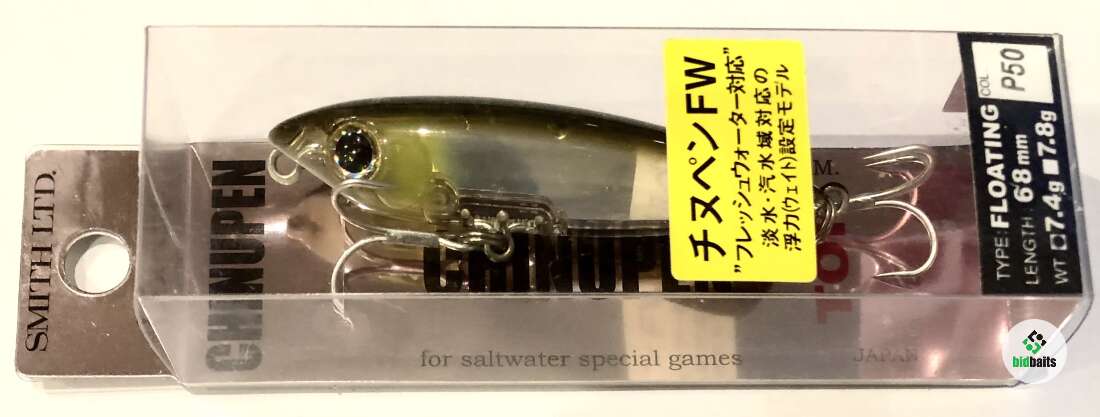 SMITH LTD.
CHINUPEN
CHINUPEN
for saltwater special games
JAPAN
チヌペンFW
"フレッシュウォーター対応"
淡水・汽水域対応の
浮力(ウェイト)設定モデル
TYPE FLOATING
LENGTH 68mm
WT □7.4g ■7.8g
COL P50
bidbaits